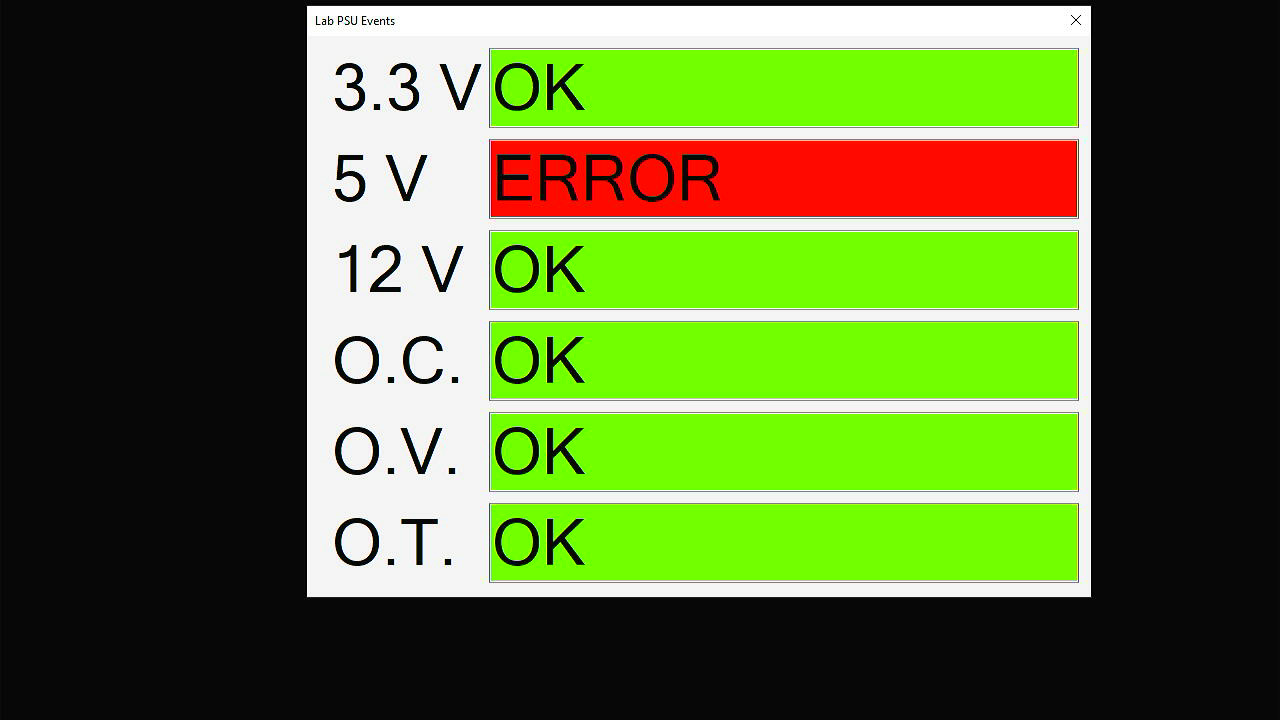 Lab PSU Events
3.3 V OK
5 V ERROR
12 V OK
O.C. OK
O.V. OK
O.T. OK